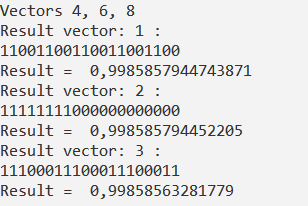 Vectors 4, 6, 8
Result vector: 1 :
11001100110011001100
Result =  0,9985857944743871
Result vector: 2 :
11111111000000000000
Result =  0,998585794452205
Result vector: 3 :
11100011100011100011
Result =  0,99858563281779